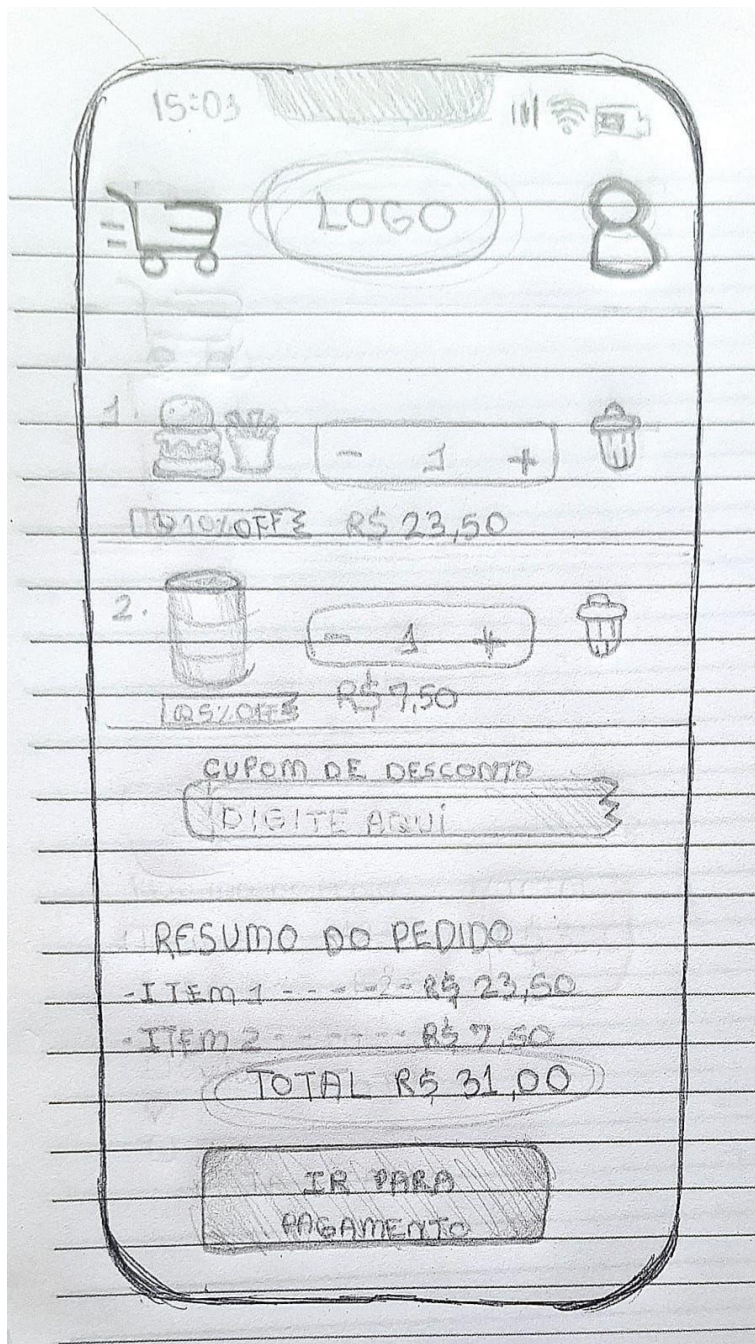 15:03
LOGO
1.
- 1 +
10% OFF R$ 23,50
2.
- 1 +
5% OFF R$ 7,50
CUPOM DE DESCONTO
DIGITE AQUI
RESUMO DO PEDIDO
-ITEM 1 - - - - - - R$ 23,50
-ITEM 2 - - - - - - R$ 7,50
TOTAL R$ 31,00
IR PARA
PAGAMENTO